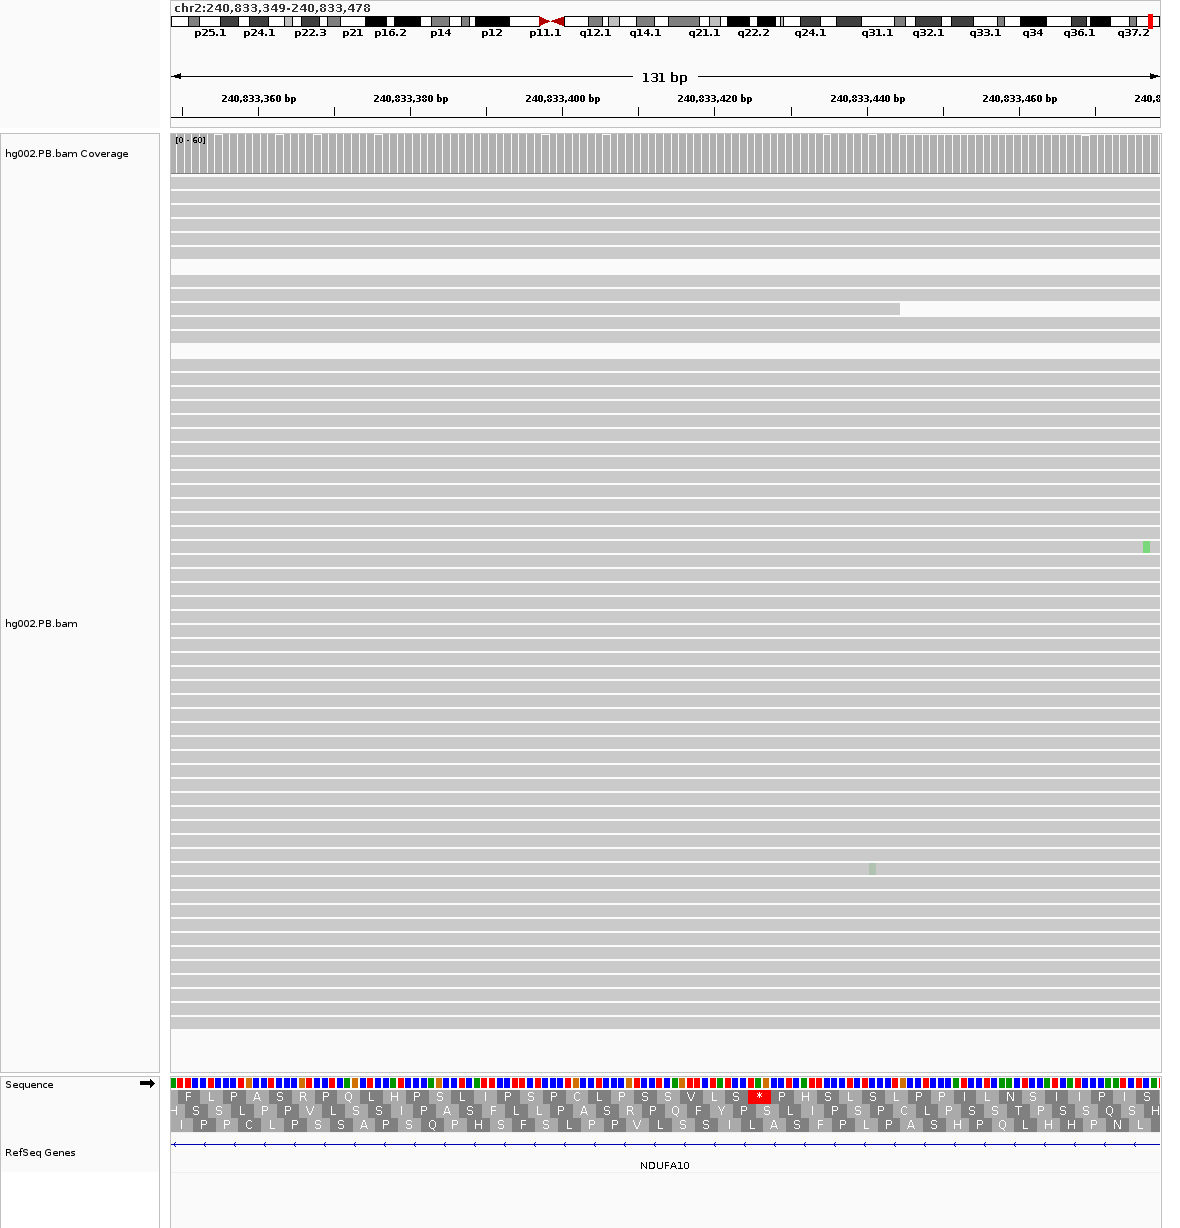 chr2:240,833,349-240,833,478
p25.1 p24.1 p22.3 p21 p16.2 p14 p12 p11.1 q12.1 q14.1 q21.1 q22.2 q24.1 q31.1 q32.1 q33.1 q34 q36.1 q37.2
131 bp
240,833,360 bp 240,833,380 bp 240,833,400 bp 240,833,420 bp 240,833,440 bp 240,833,460 bp 240,8
[0 - 60]
hg002.PB.bam Coverage
hg002.PB.bam
Sequence
F L P A S R P Q L H P S L I P S P C L P S S V L S * P H S L S L P P I L N S I I P I S
H S S L P P V L S S I P A S F L L P A S R P Q F Y P S L I P S P C L P S S T P S S Q S H
I P P C L P S S A P S Q P H S F S L P P V L S S I L A S F P L P A S H P Q L H H P N L
RefSeq Genes
NDUFA10